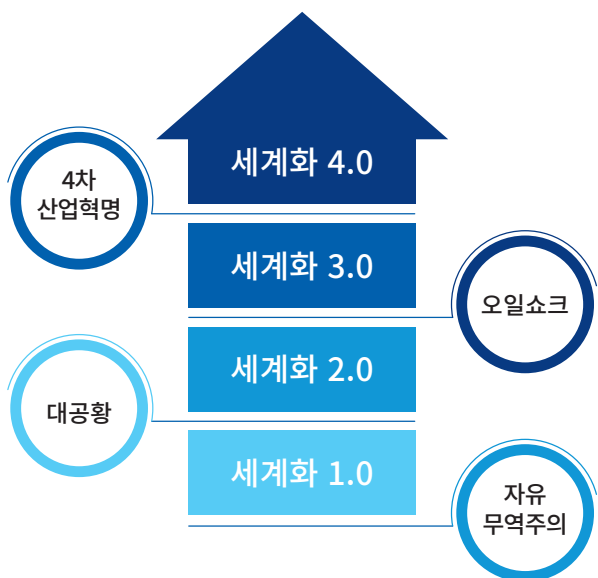 세계화 4.0
4차
산업혁명
세계화 3.0
오일쇼크
세계화 2.0
대공황
세계화 1.0
자유
무역주의